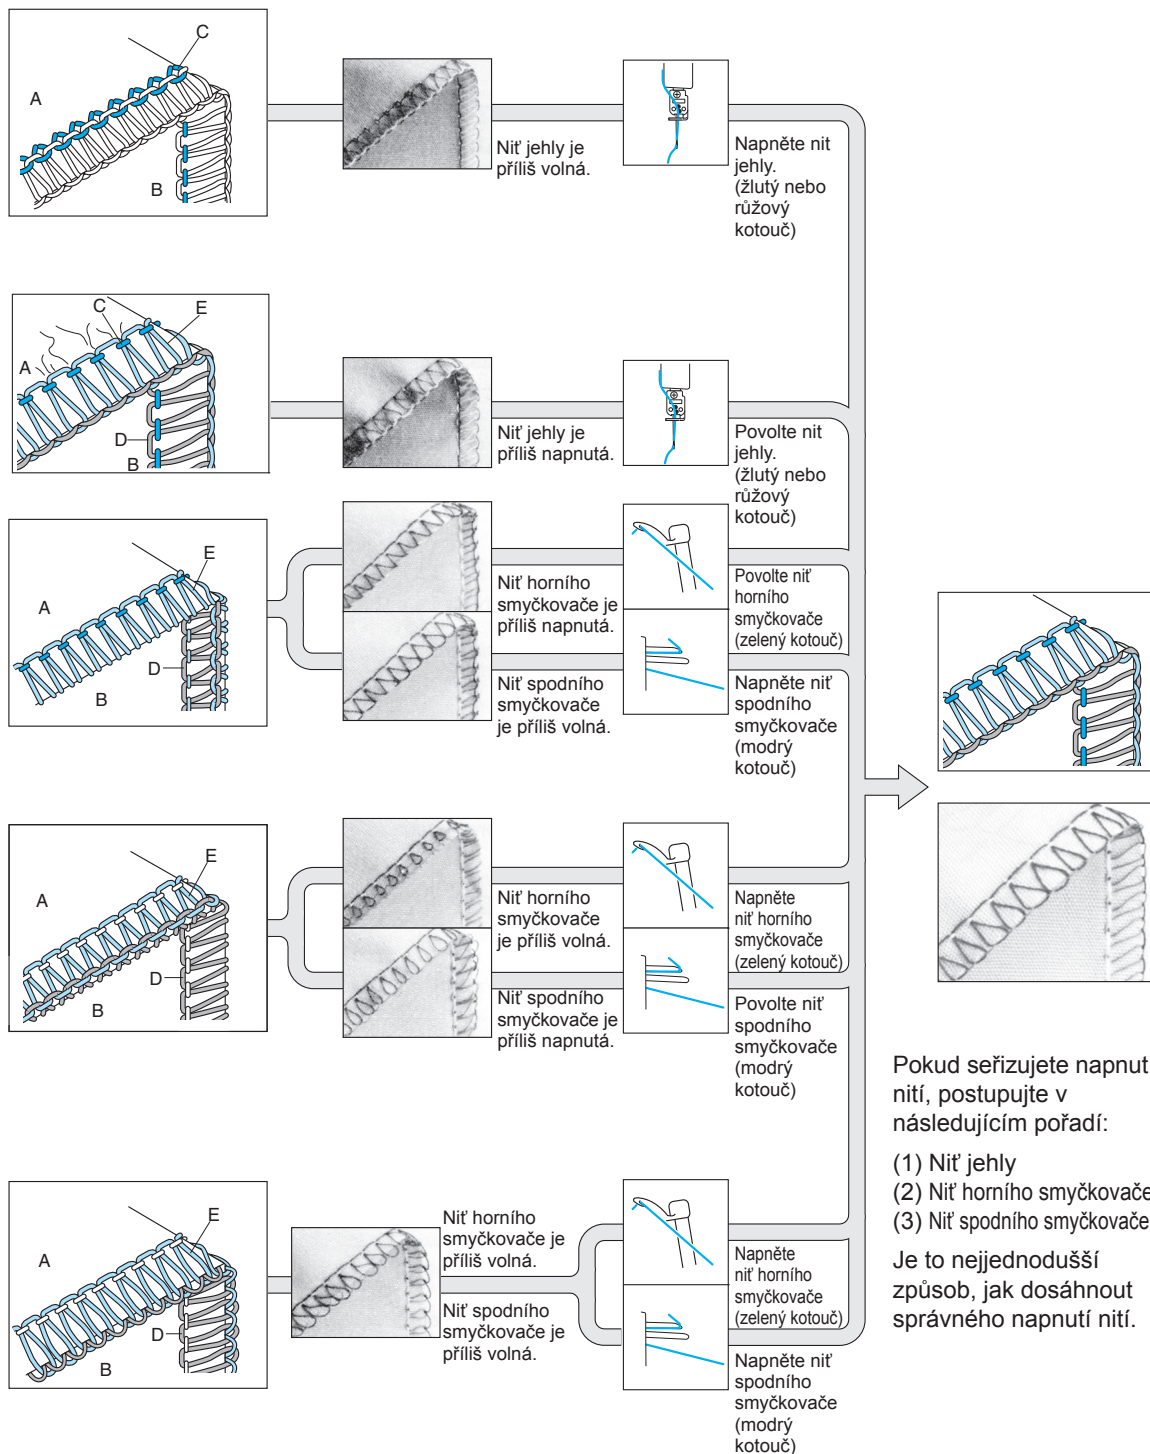 C
A
B
Niť jehly je
příliš volná.
Napněte nit
jehly.
(žlutý nebo
růžový
kotouč)
C
E
A
D
B
Niť jehly je
příliš napnutá.
Povolte nit
jehly.
(žlutý nebo
růžový
kotouč)
E
A
D
B
Niť horního
smyčkovače je
příliš napnutá.
Povolte niť
horního
smyčkovače
(zelený kotouč)
Niť spodního
smyčkovače
je příliš volná.
Napněte niť
spodního
smyčkovače
(modrý
kotouč)
E
A
D
B
Niť horního
smyčkovače
je příliš volná.
Napněte
niť horního
smyčkovače
(zelený kotouč)
Niť spodního
smyčkovače je
příliš napnutá.
Povolte niť
spodního
smyčkovače
(modrý
kotouč)
E
A
D
B
Niť horního
smyčkovače je
příliš volná.
Niť spodního
smyčkovače je
příliš volná.
Napněte
niť horního
smyčkovače
(zelený kotouč)
Napněte niť
spodního
smyčkovače
(modrý
kotouč)
Pokud seřizujete napnut
nití, postupujte v
následujícím pořadí:
(1) Niť jehly
(2) Niť horního smyčkovače
(3) Niť spodního smyčkovače
Je to nejjednodušší
způsob, jak dosáhnout
správného napnutí nití.